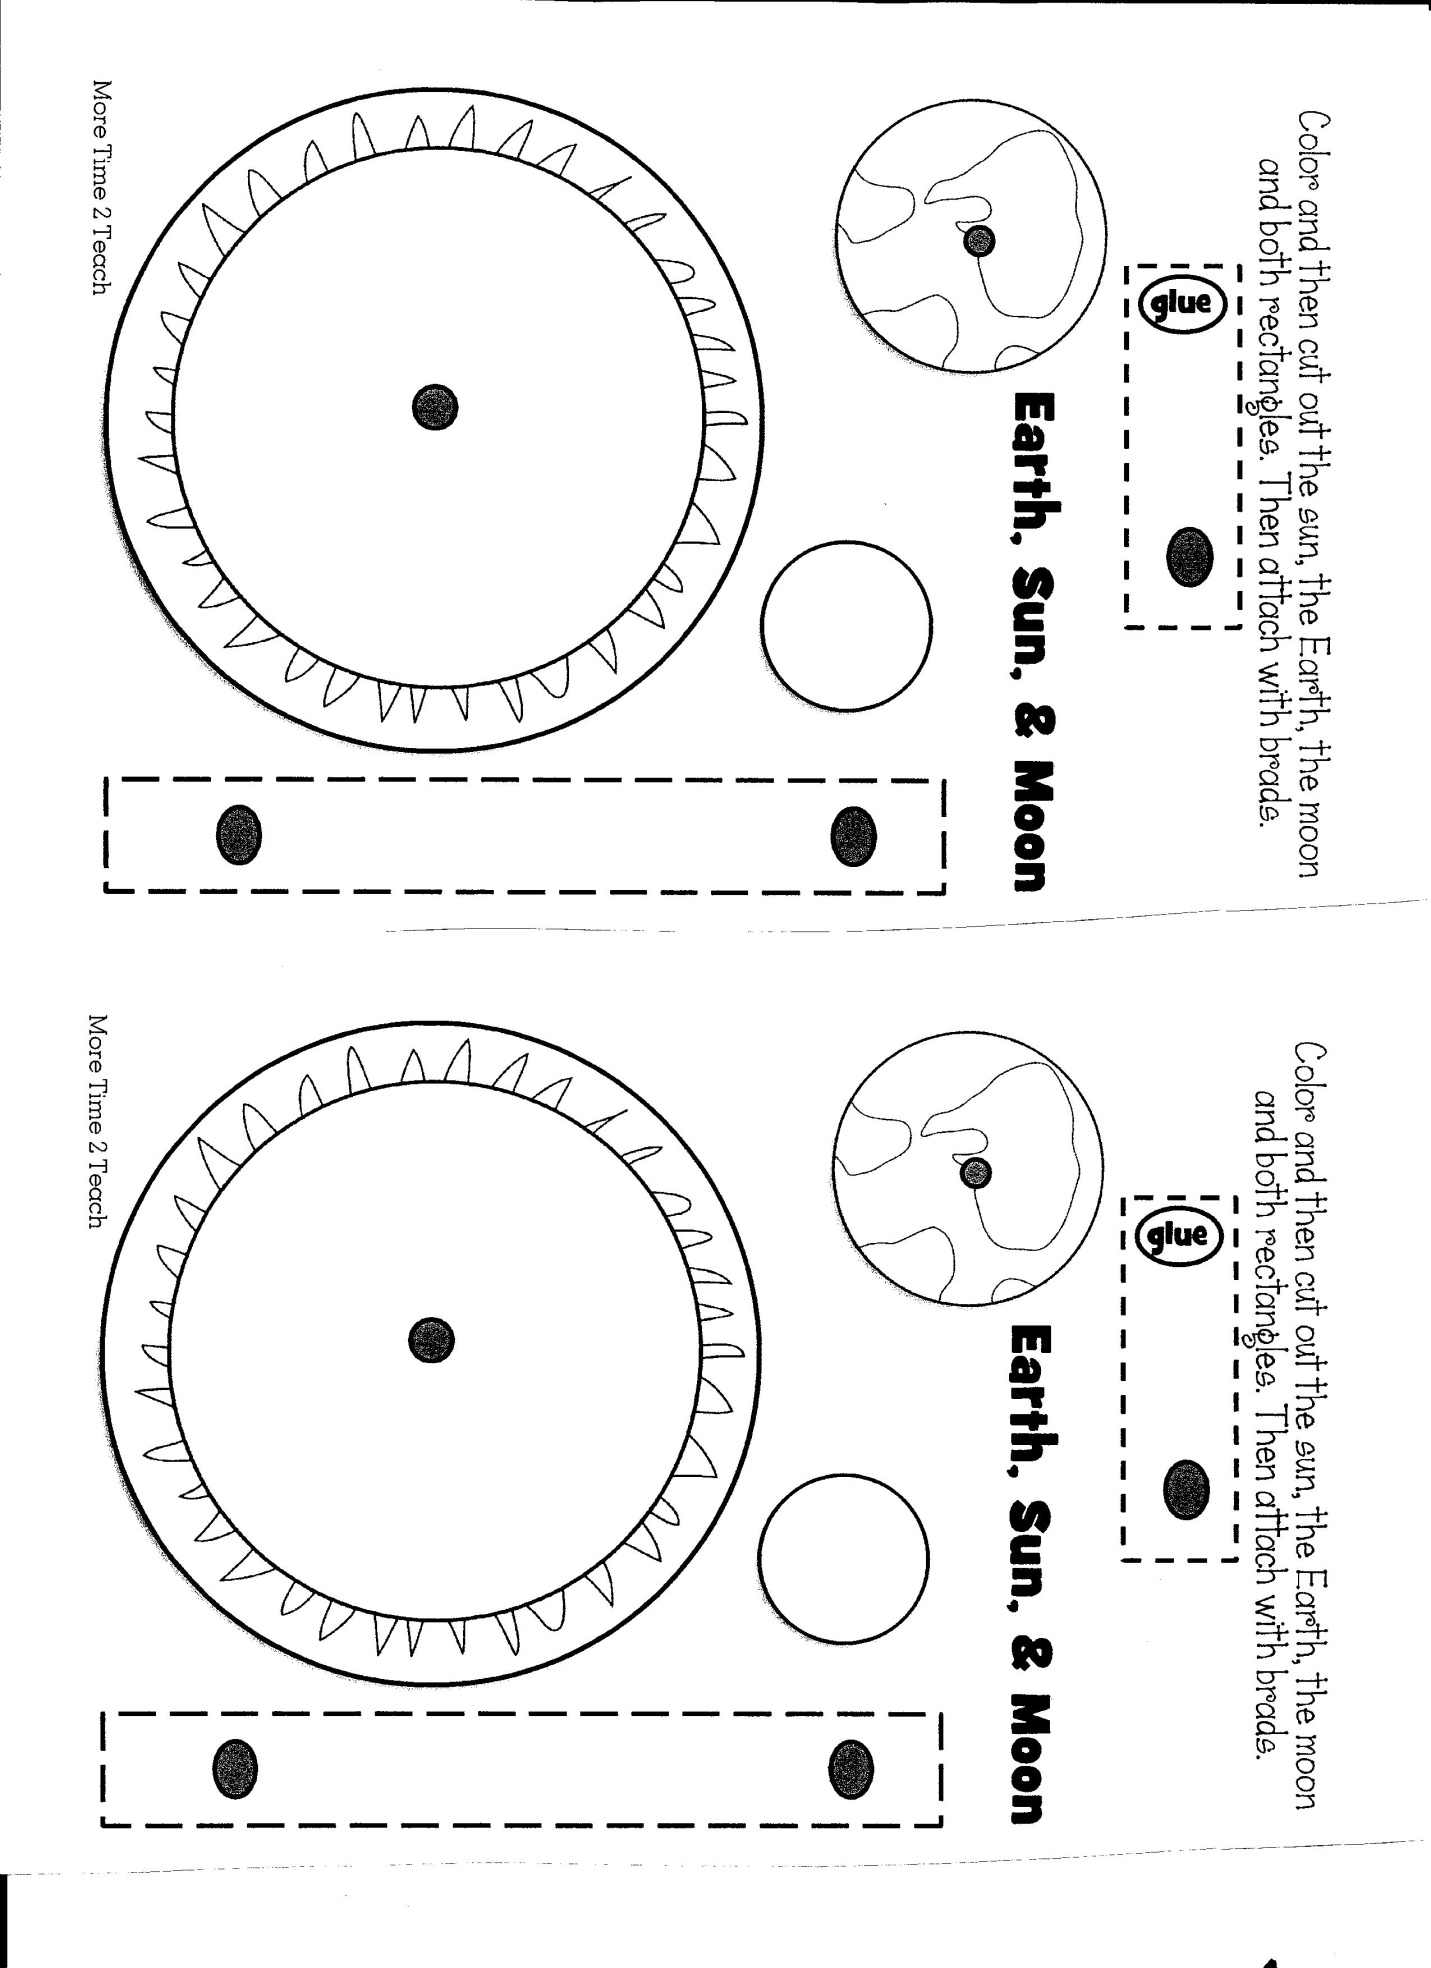 Color and then cut out the sun, the Earth, the moon
and both rectangles. Then attach with brads.
glue
Earth, Sun, & Moon
More Time 2 Teach
Color and then cut out the sun, the Earth, the moon
and both rectangles. Then attach with brads.
glue
Earth, Sun, & Moon
More Time 2 Teach